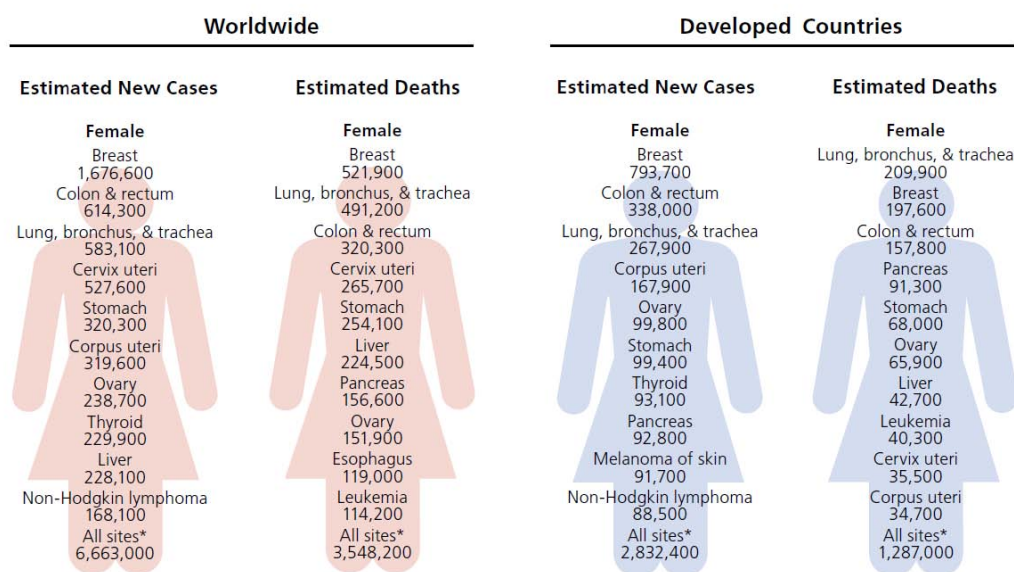 Worldwide
Estimated New Cases
Female
Breast
1,676,600
Colon & rectum
614,300
Lung, bronchus, & trachea
583,100
Cervix uteri
527,600
Stomach
320,300
Corpus uteri
319,600
Ovary
238,700
Thyroid
229,900
Liver
228,100
Non-Hodgkin lymphoma
168,100
All sites*
6,663,000
Estimated Deaths
Female
Breast
521,900
Lung, bronchus, & trachea
491,200
Colon & rectum
320,300
Cervix uteri
265,700
Stomach
254,100
Liver
224,500
Pancreas
156,600
Ovary
151,900
Esophagus
119,000
Leukemia
114,200
All sites*
3,548,200
Developed Countries
Estimated New Cases
Female
Breast
793,700
Colon & rectum
338,000
Lung, bronchus, & trachea
267,900
Corpus uteri
167,900
Ovary
99,800
Stomach
99,400
Thyroid
93,100
Pancreas
92,800
Melanoma of skin
91,700
Non-Hodgkin lymphoma
88,500
All sites*
2,832,400
Estimated Deaths
Female
Lung, bronchus, & trachea
209,900
Breast
197,600
Colon & rectum
157,800
Pancreas
91,300
Stomach
68,000
Ovary
65,900
Liver
42,700
Leukemia
40,300
Cervix uteri
35,500
Corpus uteri
34,700
All sites*
1,287,000